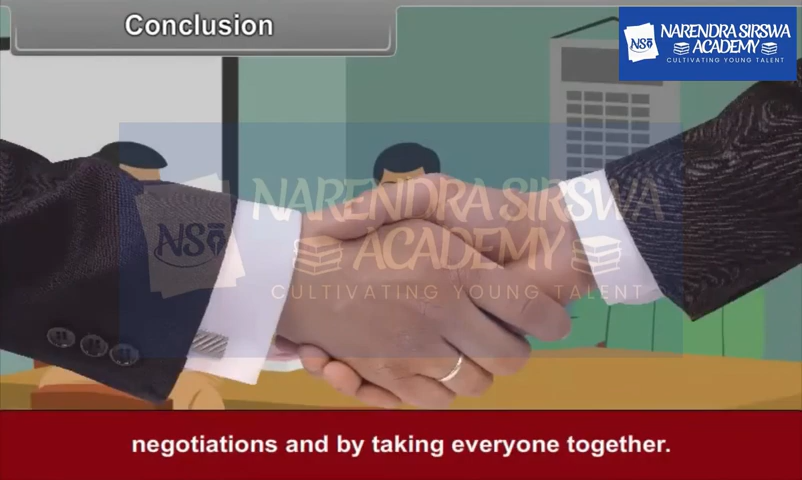 Conclusion
NARENDRA SIRSWA
ACADEMY
CULTIVATING YOUNG TALENT
NS
NARENDRA SIRSWA
ACADEMY
CULTIVATING YOUNG TALENT
negotiations and by taking everyone together.